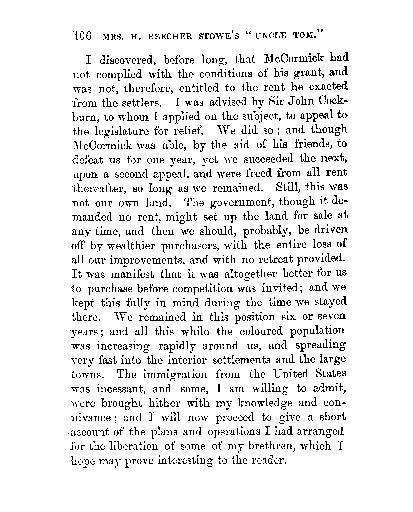 106 MRS. H. BEECHER STOWE'S "UNCLE TOM."
I discovered, before long, that McCormick had
not complied with the conditions of his grant, and
was not, therefore, entitled to the rent he exacted
from the settlers. I was advised by Sir John Cock-
burn, to whom I applied on the subject, to appeal to
the legislature for relief. We did so; and though
McCormick was able, by the aid of his friends, to
defeat us for one year, yet we succeeded the next,
upon a second appeal, and were freed from all rent
thereafter, so long as we remained. Still, this was
not our own land. The government, though it de-
manded no rent, might set up the land for sale at
any time, and then we should, probably, be driven
off by wealthier purchasers, with the entire loss of
all our improvements, and with no retreat provided.
It was manifest that it was altogether better for us
to purchase before competition was invited; and we
kept this fully in mind during the time we stayed
there. We remained in this position six or seven
years; and all this while the coloured population
was increasing rapidly around us, and spreading
very fast into the interior settlements and the large
towns. The immigration from the United States
was incessant, and some, I am willing to admit,
were brought hither with my knowledge and con-
nivance; and I will now proceed to give a short
account of the plans and operations I had arranged
for the liberation of some of my brethren, which I
hope may prove interesting to the reader.